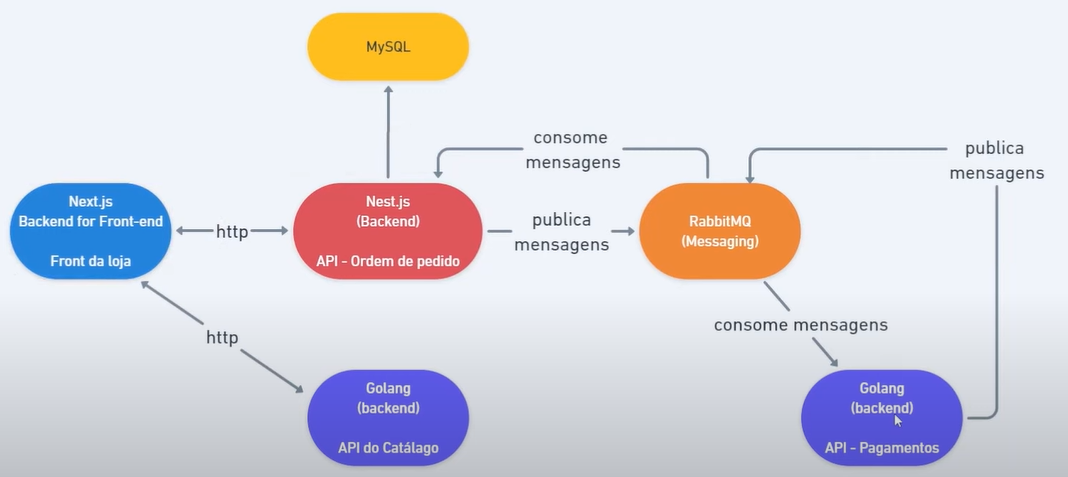 MySQL
consome
mensagens
publica
mensagens
Next.js
Backend for Front-end
Front da loja
http
Nest.js
(Backend)
API - Ordem de pedido
publica
mensagens
RabbitMQ
(Messaging)
http
consome mensagens
Golang
(backend)
API do Catálago
Golang
(backend)
API - Pagamentos